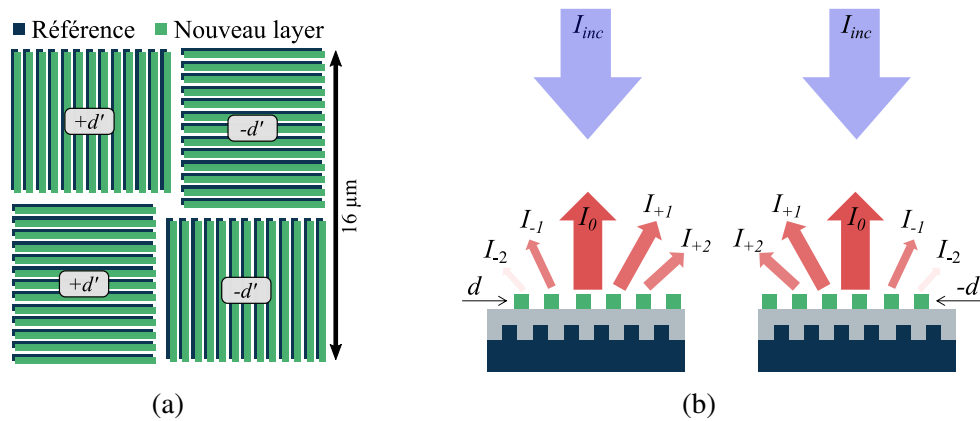 Référence Nouveau layer
+d'
-d'
+d'
-d'
16 µm
(a)
I_inc I_inc
I_-2 I_-1 I_0 I_+1 I_+2
I_+2 I_+1 I_0 I_-1 I_-2
d -d
(b)